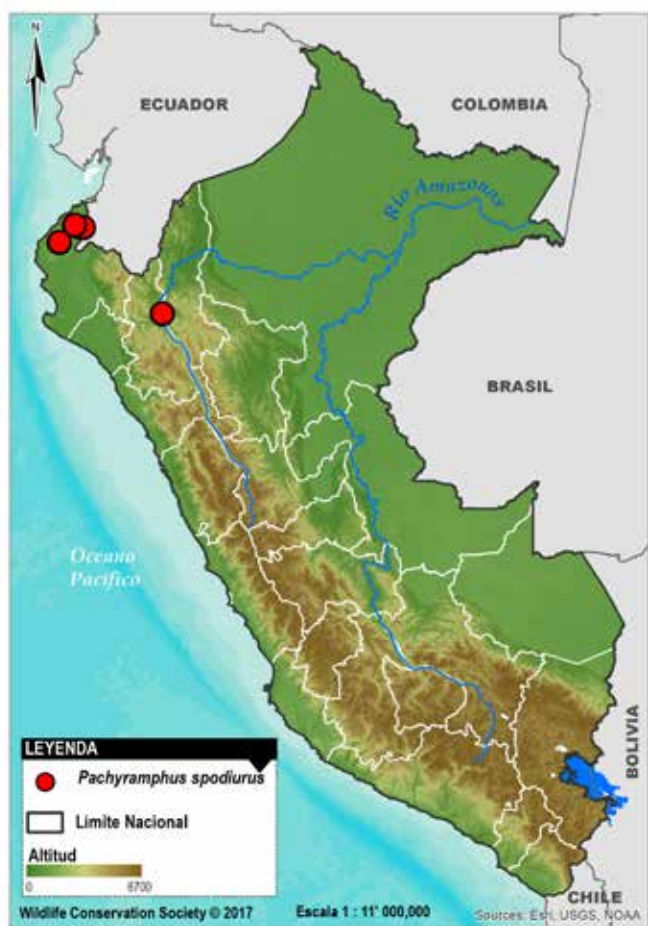 N
ECUADOR
COLOMBIA
Río Amazonas
BRASIL
Oceano
Pacífico
BOLIVIA
LEYENDA
Pachyramphus spodiurus
Limite Nacional
Altitud
0
6700
CHILE
Wildlife Conservation Society © 2017
Escala 1 : 11' 000,000
Sources: Esri, USGS, NOAA